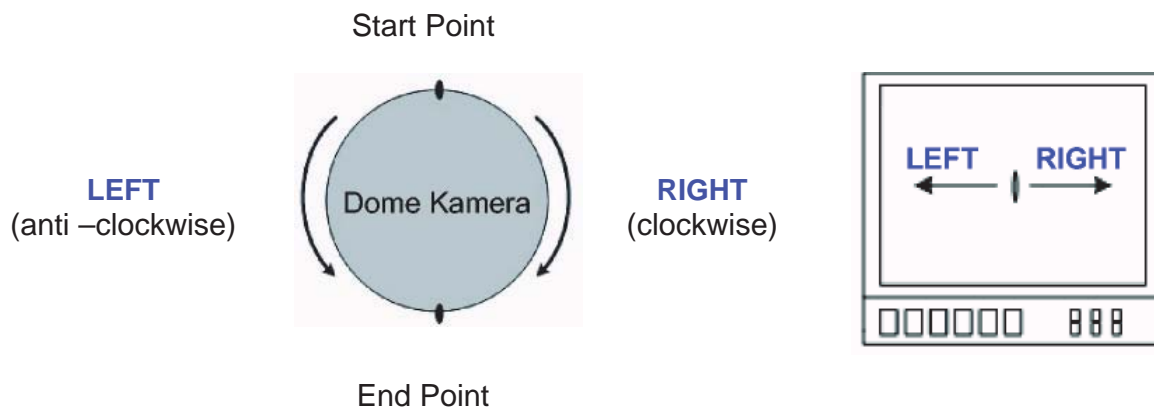 Start Point
LEFT
(anti –clockwise)
Dome Kamera
RIGHT
(clockwise)
LEFT RIGHT
End Point